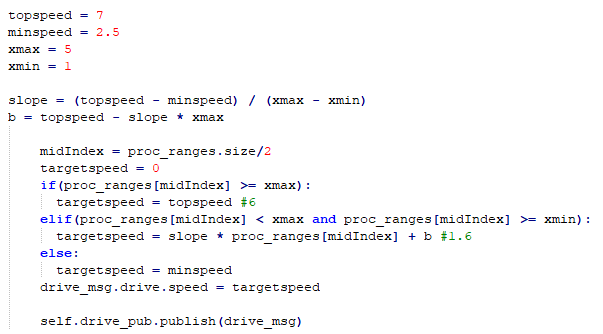 topspeed = 7
minspeed = 2.5
xmax = 5
xmin = 1

slope = (topspeed - minspeed) / (xmax - xmin)
b = topspeed - slope * xmax

    midIndex = proc_ranges.size/2
    targetspeed = 0
    if(proc_ranges[midIndex] >= xmax):
      targetspeed = topspeed #6
    elif(proc_ranges[midIndex] < xmax and proc_ranges[midIndex] >= xmin):
      targetspeed = slope * proc_ranges[midIndex] + b #1.6
    else:
      targetspeed = minspeed
    drive_msg.drive.speed = targetspeed

    self.drive_pub.publish(drive_msg)